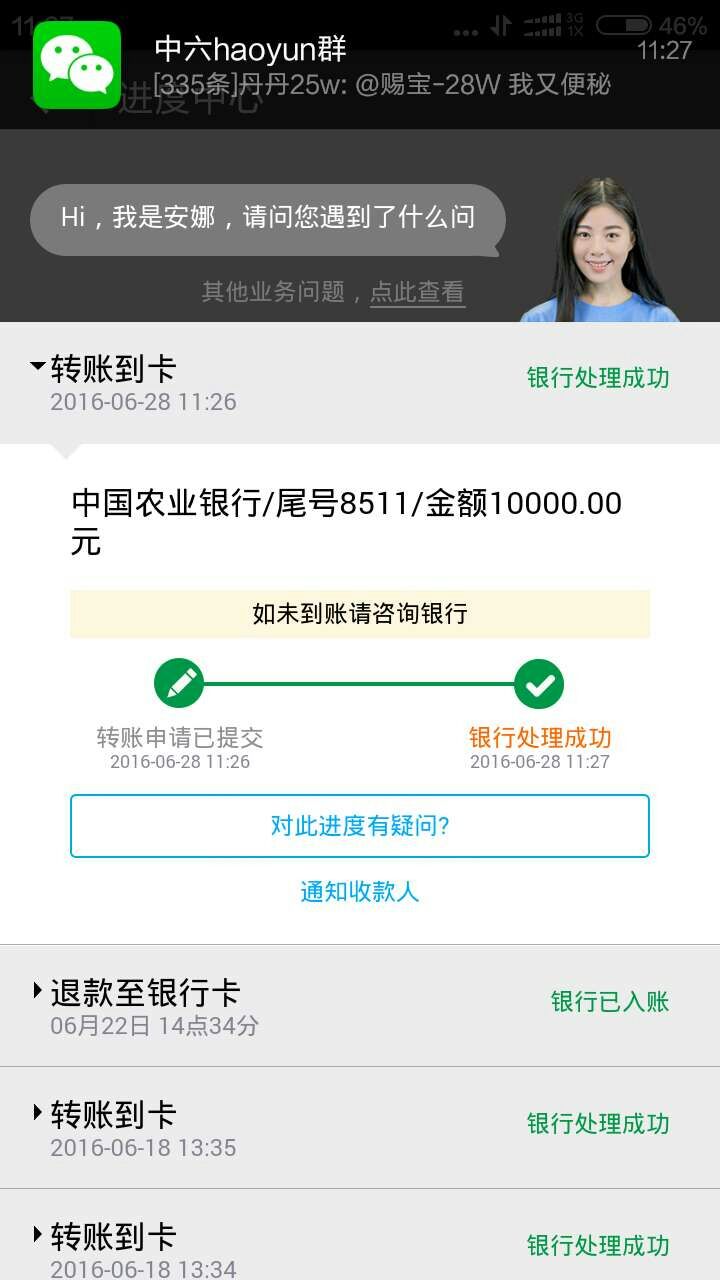 11:27
3G
1X
46%
中六haoyun群
11:27
[335条]丹丹25w: @赐宝-28W 我又便秘
进度中心
Hi，我是安娜，请问您遇到了什么问
其他业务问题，点此查看
转账到卡
银行处理成功
2016-06-28 11:26
中国农业银行/尾号8511/金额10000.00
元
如未到账请咨询银行
转账申请已提交
银行处理成功
2016-06-28 11:26
2016-06-28 11:27
对此进度有疑问?
通知收款人
退款至银行卡
银行已入账
06月22日 14点34分
转账到卡
银行处理成功
2016-06-18 13:35
转账到卡
银行处理成功
2016-06-18 13:34